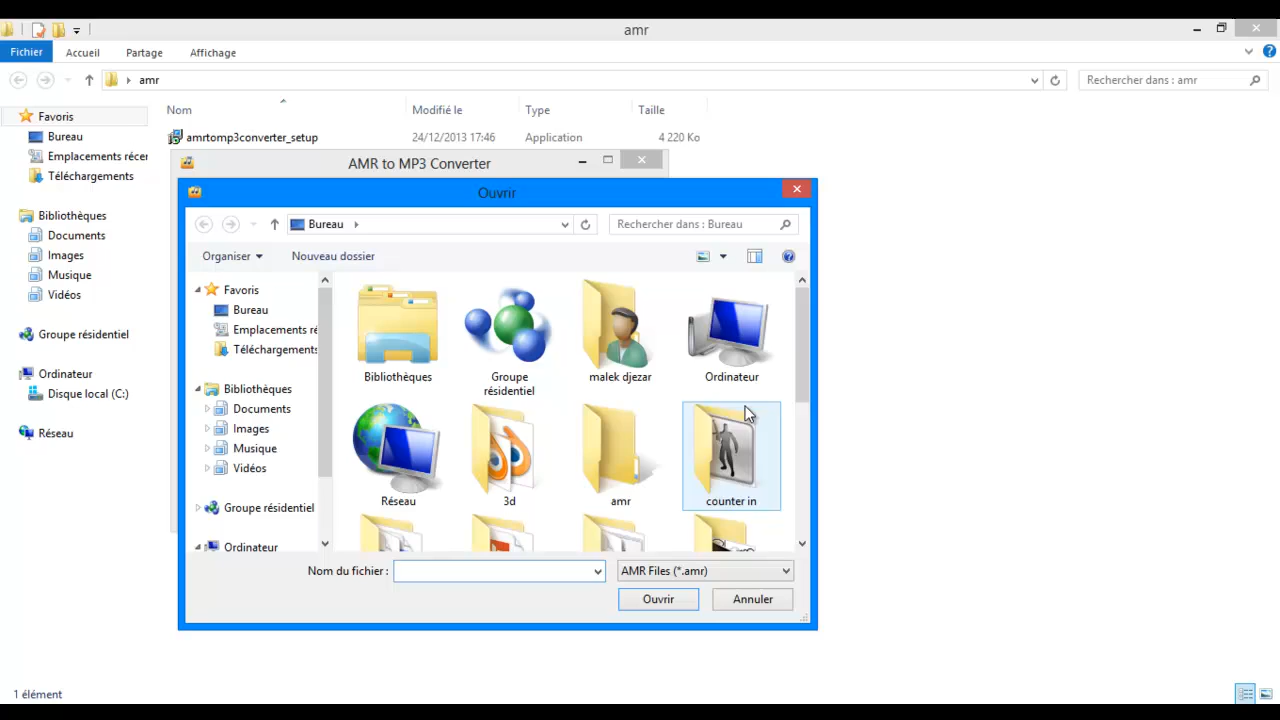 amr
Fichier Accueil Partage Affichage
amr Rechercher dans : amr
Favoris
Bureau
Emplacements récer
Téléchargements
Bibliothèques
Documents
Images
Musique
Vidéos
Groupe résidentiel
Ordinateur
Disque local (C:)
Réseau
Nom Modifié le Type Taille
amrtomp3converter_setup 24/12/2013 17:46 Application 4 220 Ko
AMR to MP3 Converter
Ouvrir
Bureau Rechercher dans : Bureau
Organiser Nouveau dossier
Favoris
Bureau
Emplacements ré
Téléchargements
Bibliothèques
Documents
Images
Musique
Vidéos
Groupe résidentiel
Ordinateur
Bibliothèques Groupe résidentiel malek djezar Ordinateur
Réseau 3d amr counter in
Nom du fichier : AMR Files (*.amr)
Ouvrir Annuler
1 élément